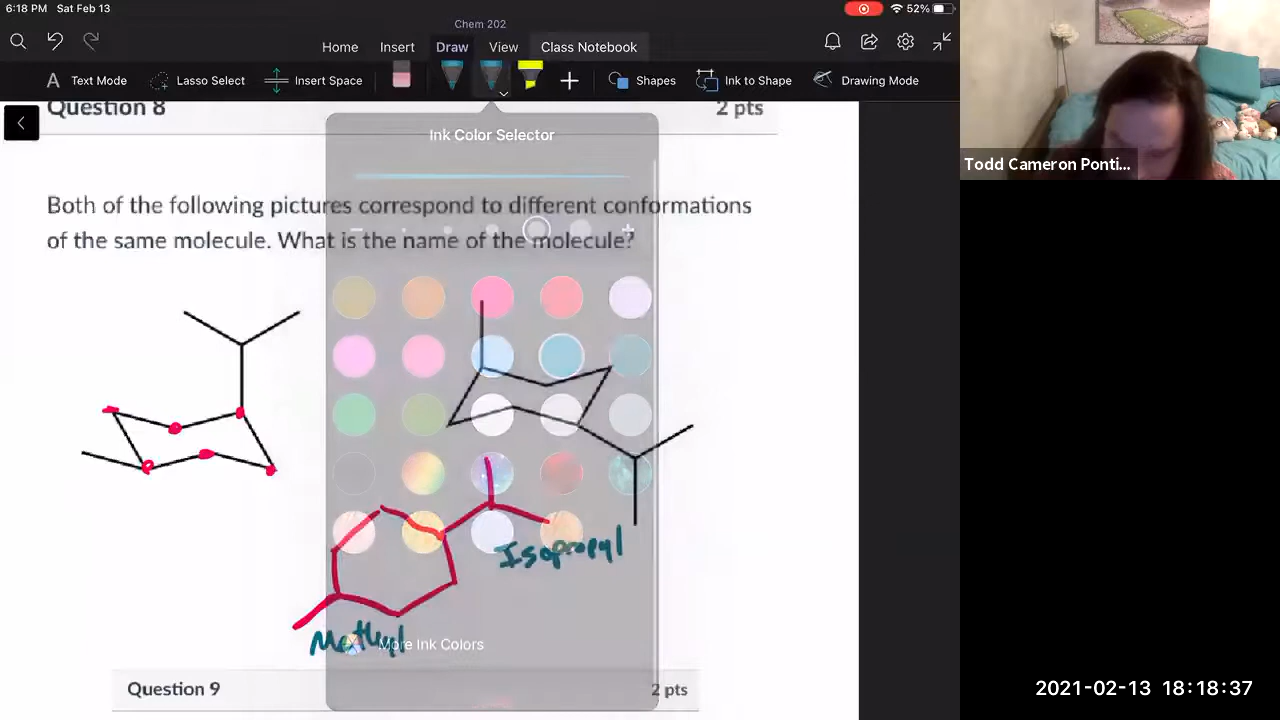 6:18 PM Sat Feb 13
52%
Chem 202
Home Insert Draw View Class Notebook
Text Mode Lasso Select Insert Space Shapes Ink to Shape Drawing Mode
Question 8 2 pts
Ink Color Selector
Both of the following pictures correspond to different conformations
of the same molecule. What is the name of the molecule?
Isopropyl
Methyl
More Ink Colors
Question 9 2 pts
Todd Cameron Ponti...
2021-02-13 18:18:37